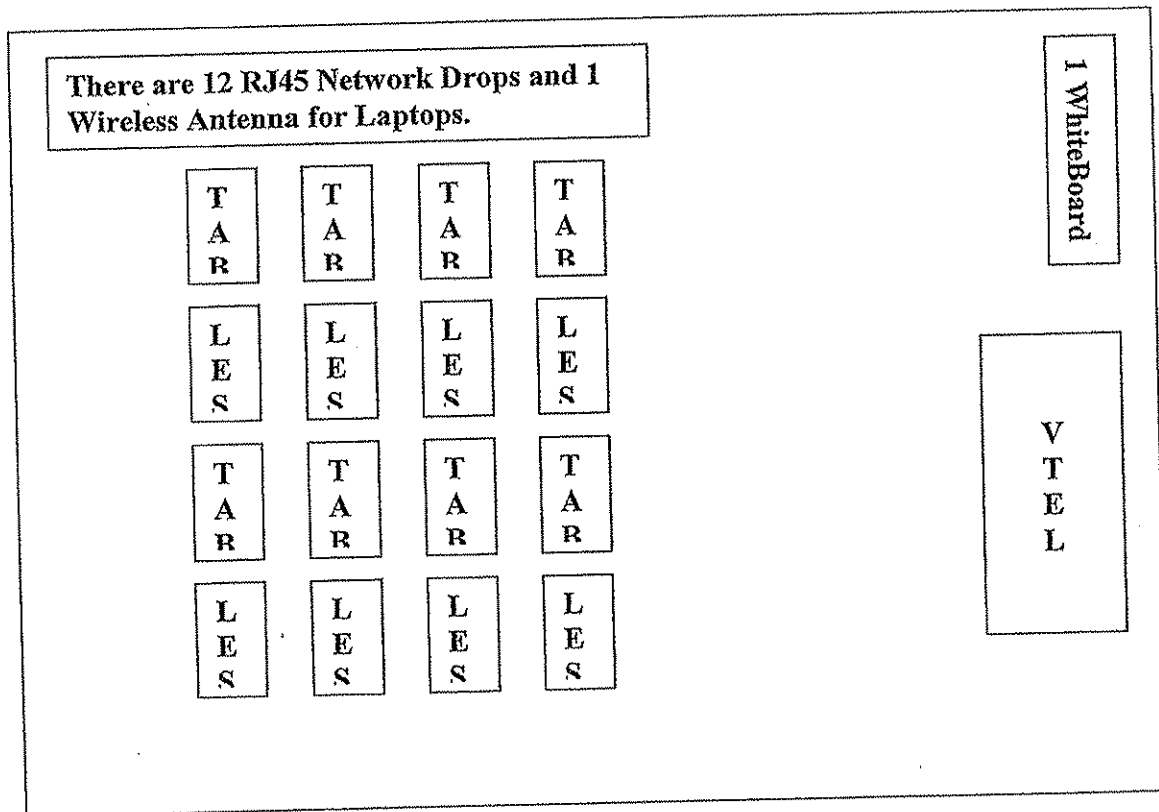 There are 12 RJ45 Network Drops and 1
Wireless Antenna for Laptops.
1 WhiteBoard
T T T T
A A A A
B B B B
L L L L
E E E E
S S S S
T T T T
A A A A
B B B B
L L L L
E E E E
S S S S
V
T
E
L